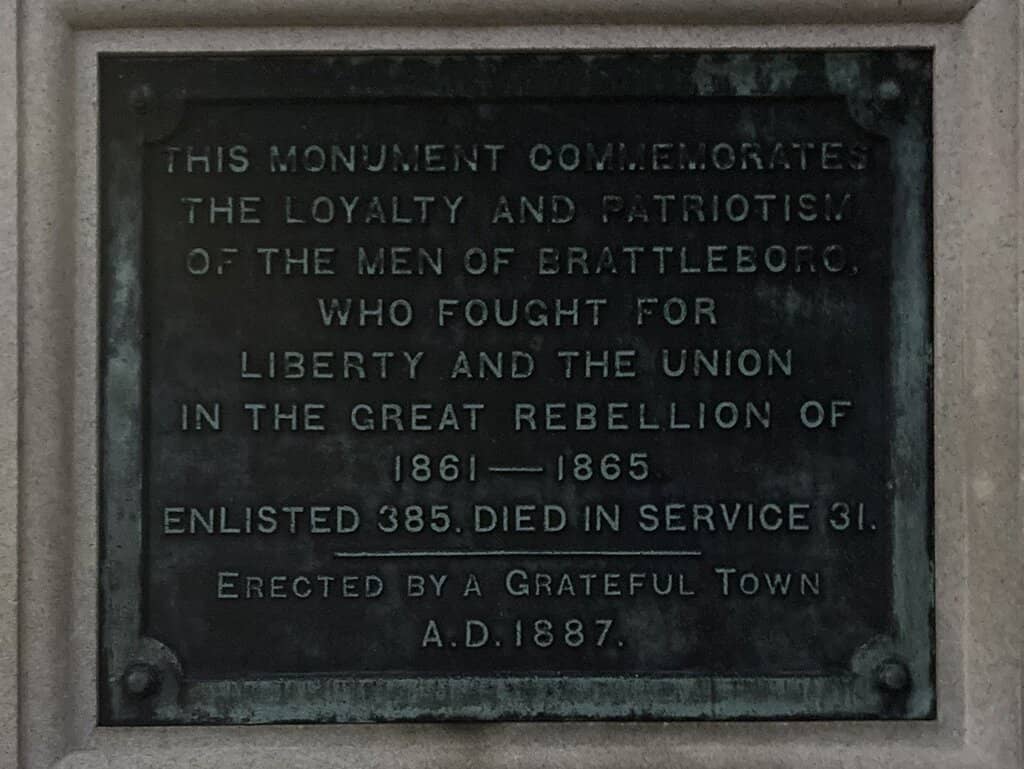 THIS MONUMENT COMMEMORATES
THE LOYALTY AND PATRIOTISM
OF THE MEN OF BRATTLEBORO,
WHO FOUGHT FOR
LIBERTY AND THE UNION
IN THE GREAT REBELLION OF
1861—1865
ENLISTED 385. DIED IN SERVICE 31.
ERECTED BY A GRATEFUL TOWN
A.D. 1887.